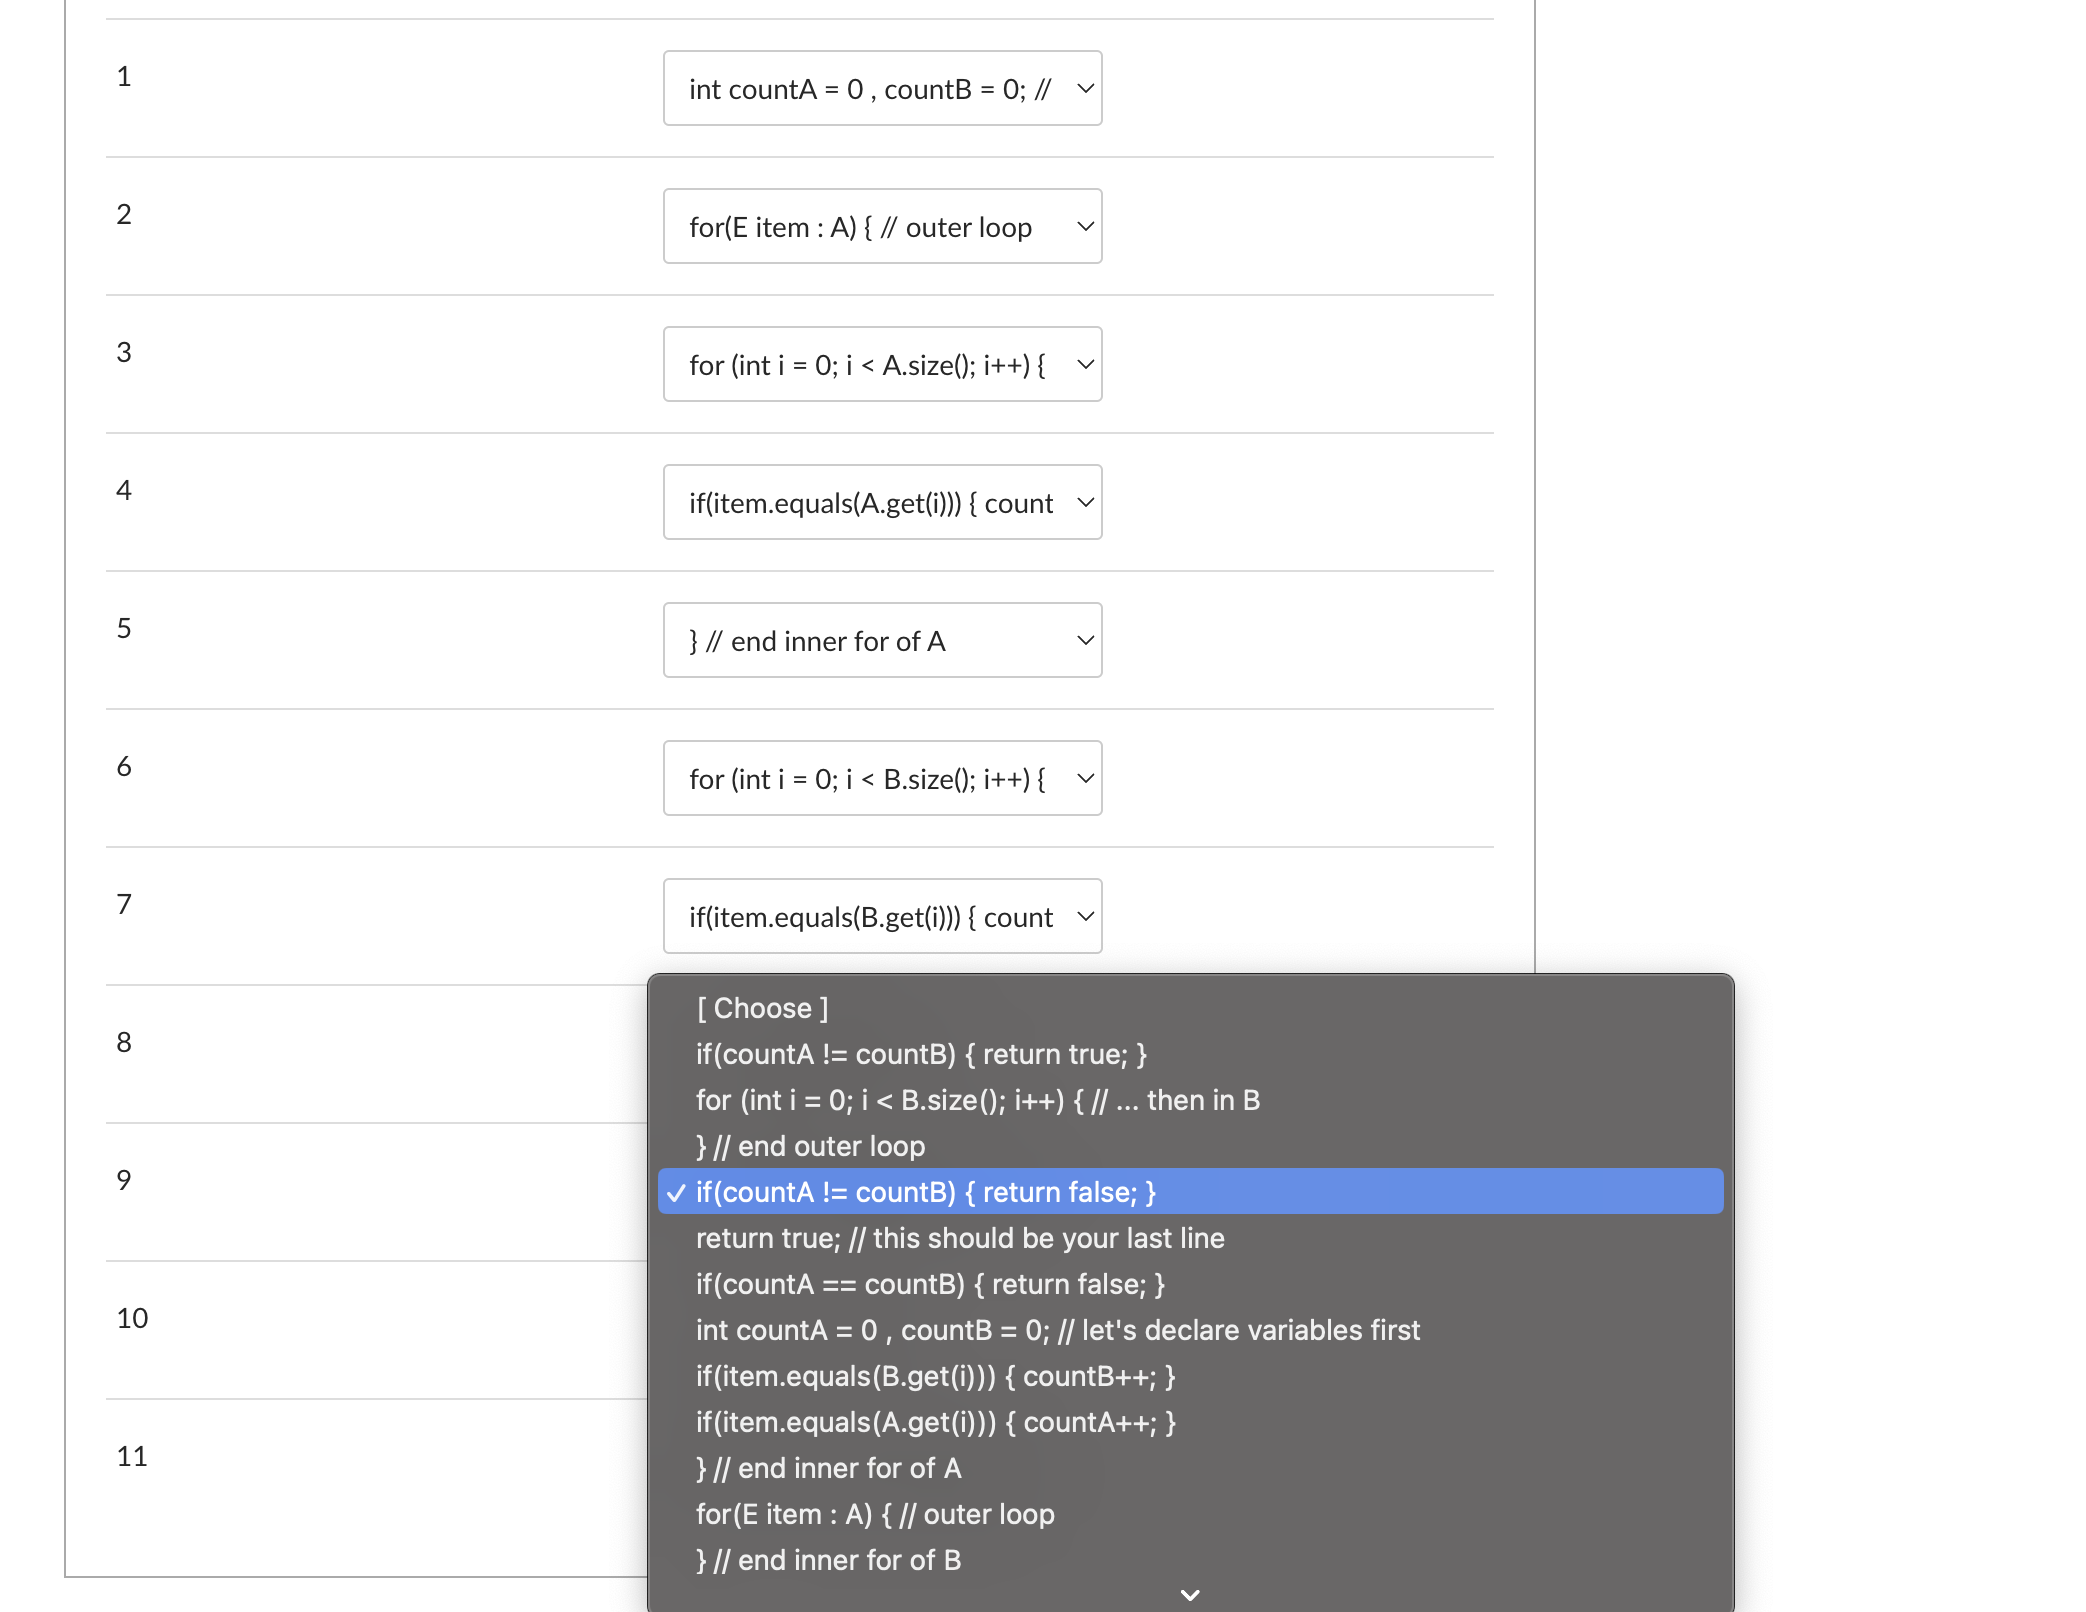 1
int countA = 0 , countB = 0; //
2
for(E item : A) { // outer loop
3
for (int i = 0; i < A.size(); i++) {
4
if(item.equals(A.get(i))) { count
5
} // end inner for of A
6
for (int i = 0; i < B.size(); i++) {
7
if(item.equals(B.get(i))) { count
8
9
10
11
[ Choose ]
if(countA != countB) { return true; }
for (int i = 0; i < B.size(); i++) { // ... then in B
} // end outer loop
if(countA != countB) { return false; }
return true; // this should be your last line
if(countA == countB) { return false; }
int countA = 0 , countB = 0; // let's declare variables first
if(item.equals(B.get(i))) { countB++; }
if(item.equals(A.get(i))) { countA++; }
} // end inner for of A
for(E item : A) { // outer loop
} // end inner for of B